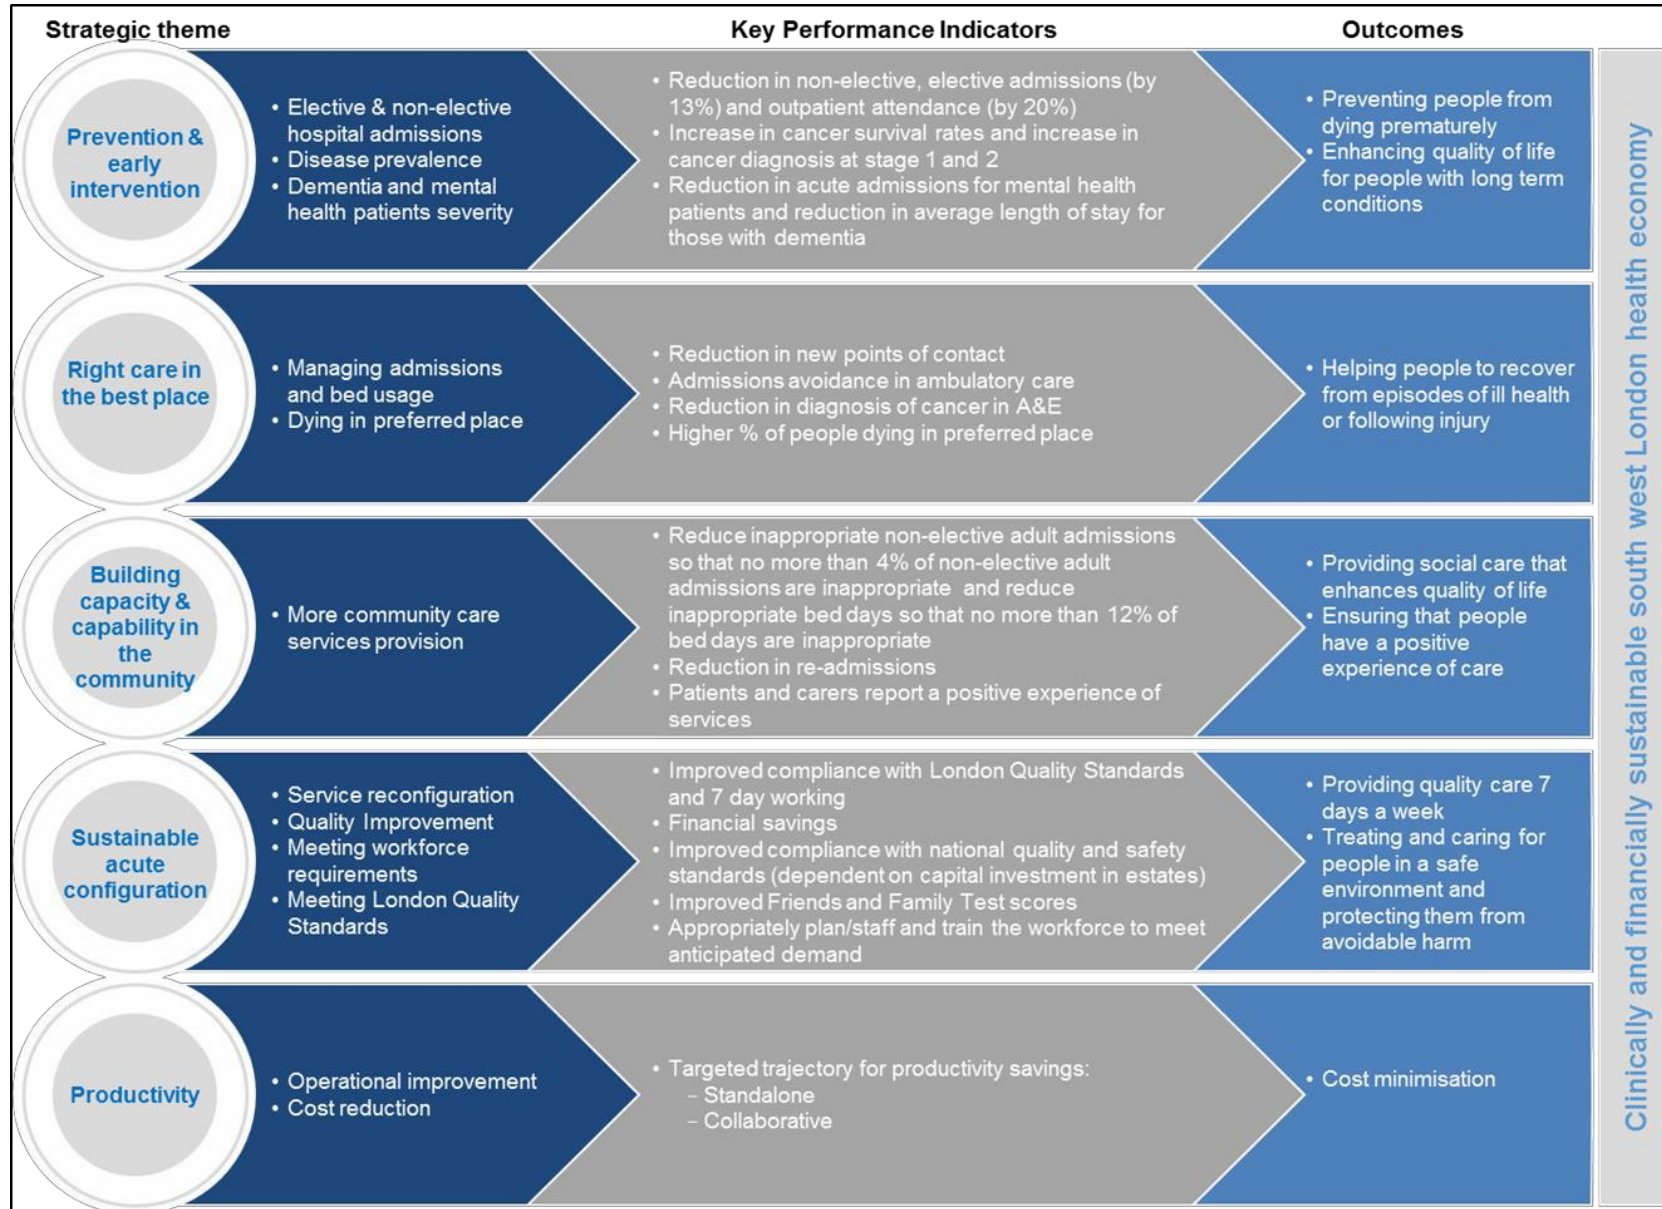 Strategic theme
Key Performance Indicators
Outcomes
Prevention &
early
intervention
• Elective & non-elective
hospital admissions
• Disease prevalence
• Dementia and mental
health patients severity
• Reduction in non-elective, elective admissions (by
13%) and outpatient attendance (by 20%)
• Increase in cancer survival rates and increase in
cancer diagnosis at stage 1 and 2
• Reduction in acute admissions for mental health
patients and reduction in average length of stay for
those with dementia
• Preventing people from
dying prematurely
• Enhancing quality of life
for people with long term
conditions
Right care in
the best place
• Managing admissions
and bed usage
• Dying in preferred place
• Reduction in new points of contact
• Admissions avoidance in ambulatory care
• Reduction in diagnosis of cancer in A&E
• Higher % of people dying in preferred place
• Helping people to recover
from episodes of ill health
or following injury
Building
capacity &
capability in
the
community
• More community care
services provision
• Reduce inappropriate non-elective adult admissions
so that no more than 4% of non-elective adult
admissions are inappropriate and reduce
inappropriate bed days so that no more than 12% of
bed days are inappropriate
• Reduction in re-admissions
• Patients and carers report a positive experience of
services
• Providing social care that
enhances quality of life
• Ensuring that people
have a positive
experience of care
Sustainable
acute
configuration
• Service reconfiguration
• Quality Improvement
• Meeting workforce
requirements
• Meeting London Quality
Standards
• Improved compliance with London Quality Standards
and 7 day working
• Financial savings
• Improved compliance with national quality and safety
standards (dependent on capital investment in estates)
• Improved Friends and Family Test scores
• Appropriately plan/staff and train the workforce to meet
anticipated demand
• Providing quality care 7
days a week
• Treating and caring for
people in a safe
environment and
protecting them from
avoidable harm
Productivity
• Operational improvement
• Cost reduction
• Targeted trajectory for productivity savings:
– Standalone
– Collaborative
• Cost minimisation
Clinically and financially sustainable south west London health economy